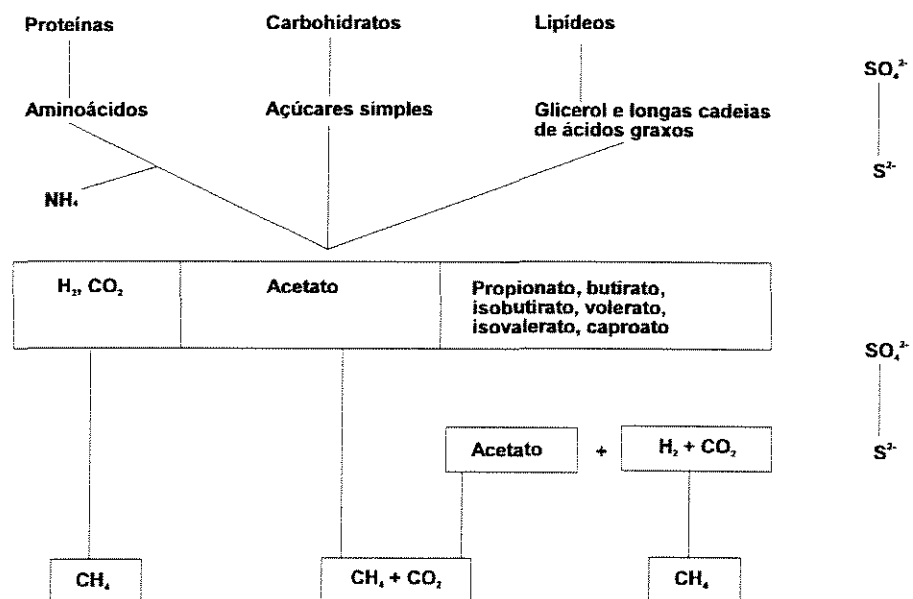 Proteínas
Carbohidratos
Lipídeos
SO₄²⁻
Aminoácidos
Açúcares simples
Glicerol e longas cadeias
de ácidos graxos
S²⁻
NH₄
H₂, CO₂
Acetato
Propionato, butirato,
isobutirato, volerato,
isovalerato, caproato
SO₄²⁻
Acetato
+
H₂ + CO₂
S²⁻
CH₄
CH₄ + CO₂
CH₄